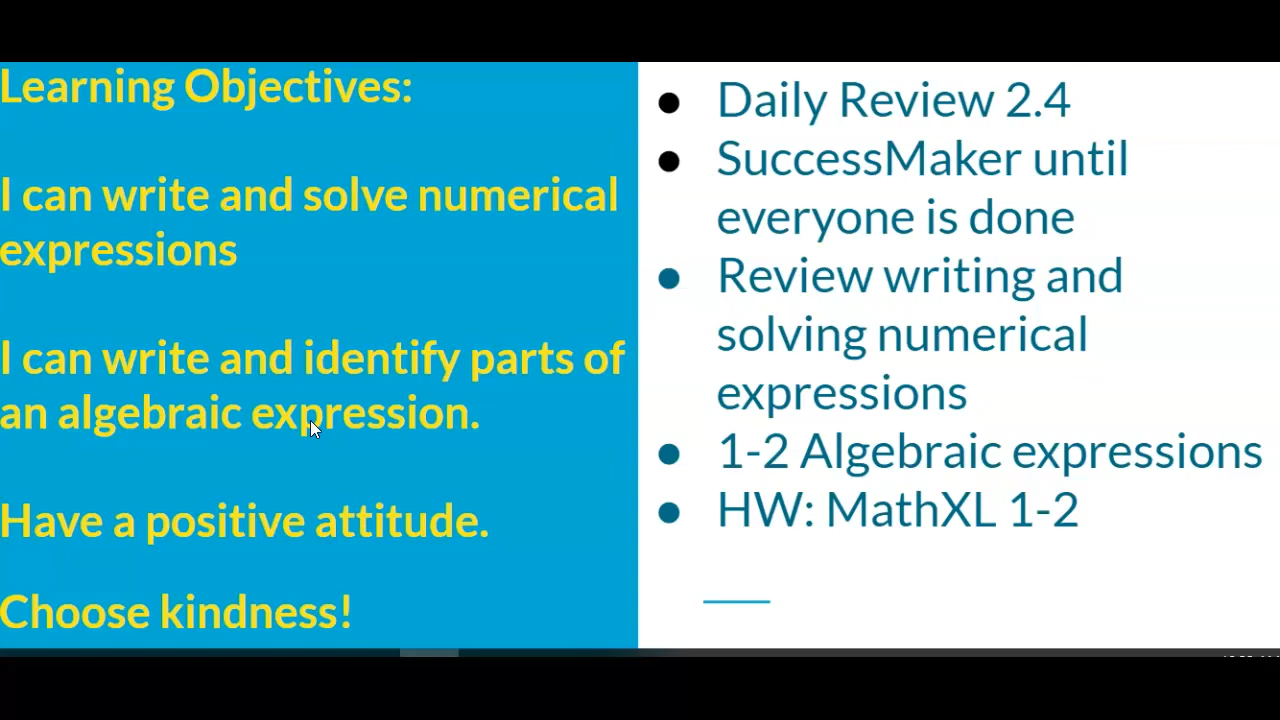 Learning Objectives:
I can write and solve numerical
expressions
I can write and identify parts of
an algebraic expression.
Have a positive attitude.
Choose kindness!
● Daily Review 2.4
● SuccessMaker until
everyone is done
● Review writing and
solving numerical
expressions
● 1-2 Algebraic expressions
● HW: MathXL 1-2